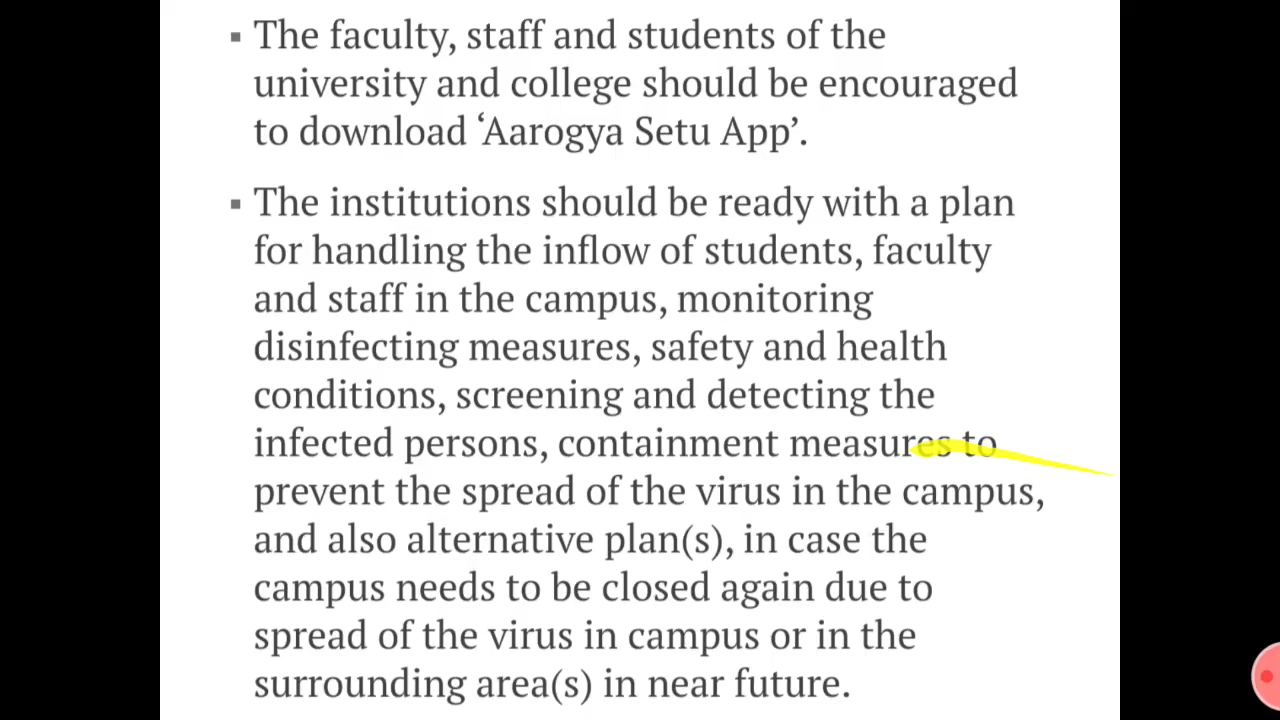 ▪ The faculty, staff and students of the
university and college should be encouraged
to download ‘Aarogya Setu App’.
▪ The institutions should be ready with a plan
for handling the inflow of students, faculty
and staff in the campus, monitoring
disinfecting measures, safety and health
conditions, screening and detecting the
infected persons, containment measures to
prevent the spread of the virus in the campus,
and also alternative plan(s), in case the
campus needs to be closed again due to
spread of the virus in campus or in the
surrounding area(s) in near future.